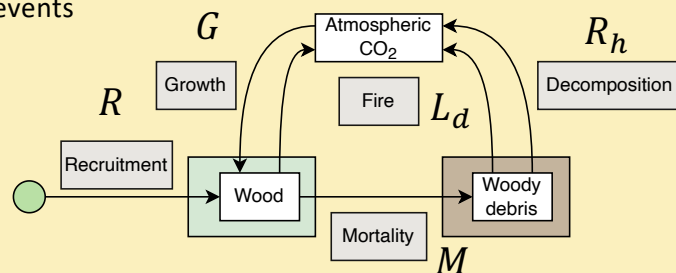 events
G
Atmospheric
CO₂
R_h
Growth
Fire
Decomposition
R
L_d
Recruitment
Wood
Woody
debris
Mortality
M